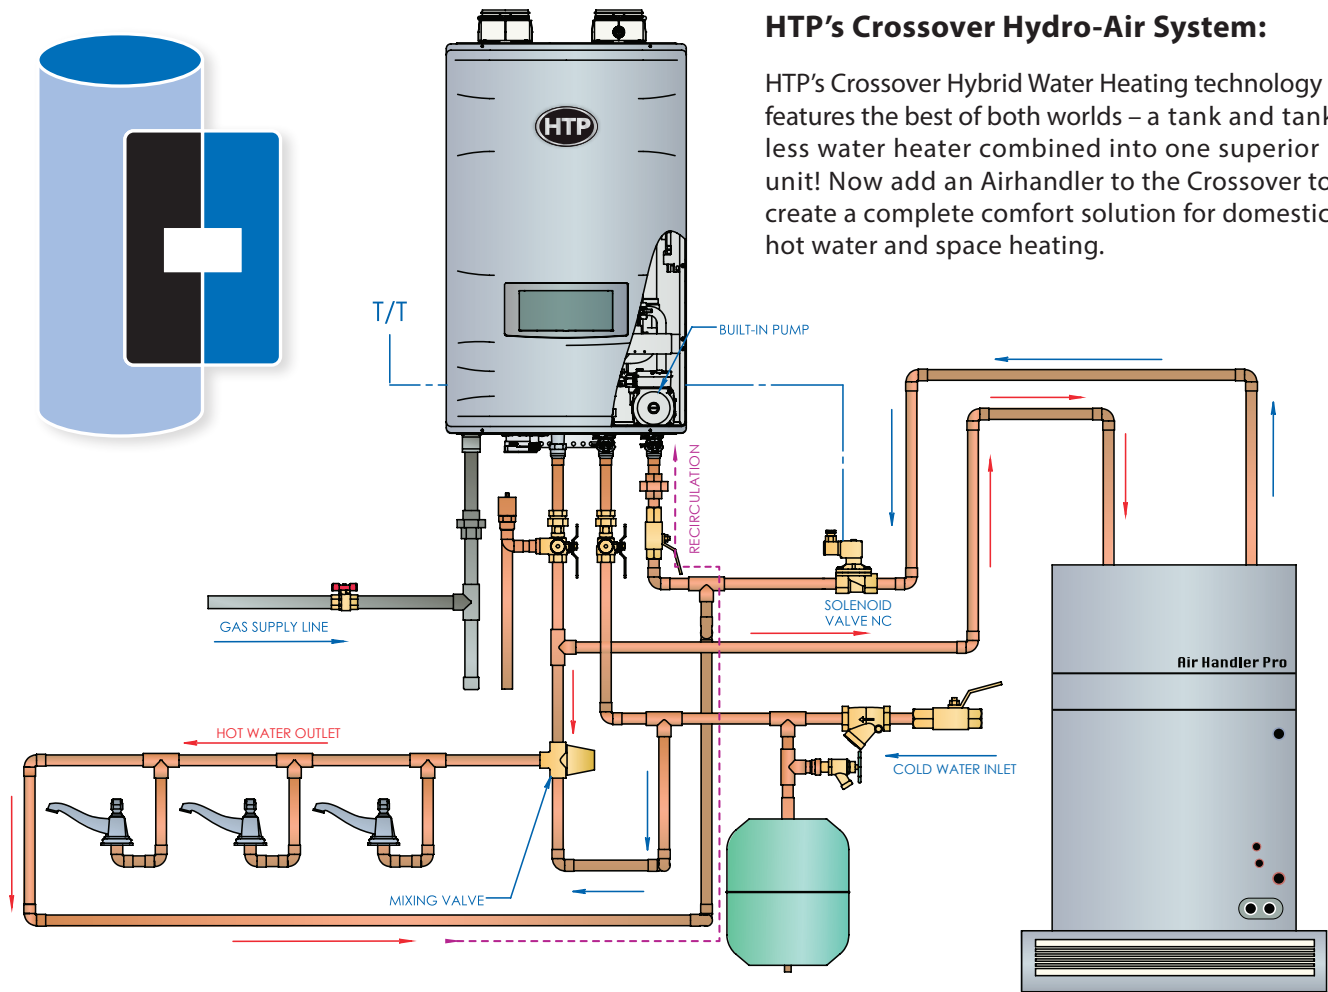 HTP's Crossover Hydro-Air System:
HTP's Crossover Hybrid Water Heating technology
features the best of both worlds – a tank and tank
less water heater combined into one superior
unit! Now add an Airhandler to the Crossover to
create a complete comfort solution for domestic
hot water and space heating.
HTP
T/T
BUILT-IN PUMP
RECIRCULATION
SOLENOID
VALVE NC
GAS SUPPLY LINE
Air Handler Pro
HOT WATER OUTLET
COLD WATER INLET
MIXING VALVE